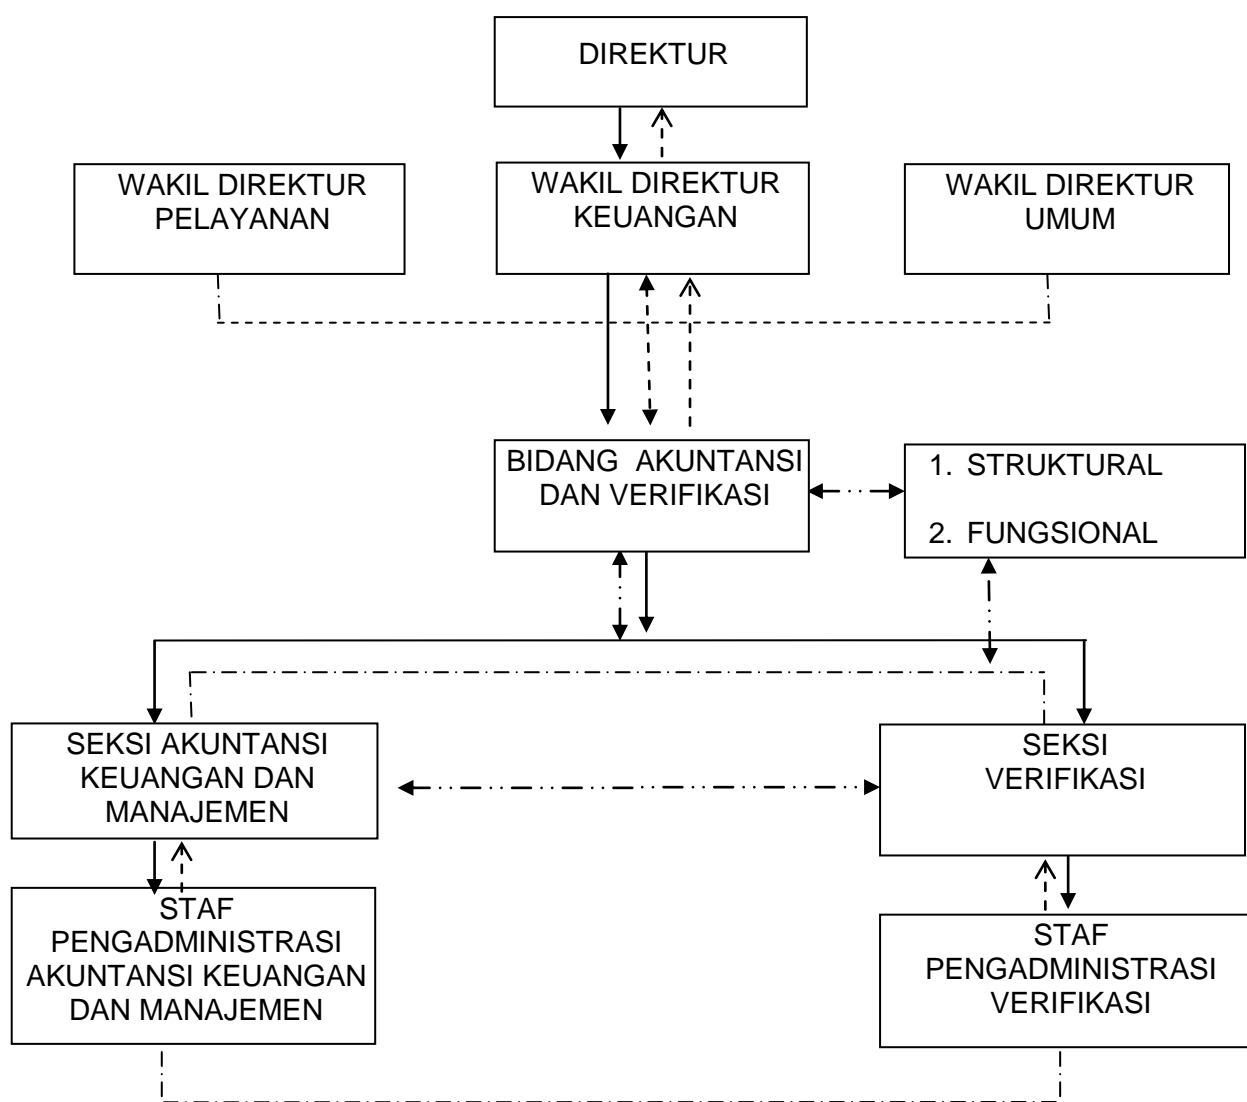 DIREKTUR
WAKIL DIREKTUR
PELAYANAN
WAKIL DIREKTUR
KEUANGAN
WAKIL DIREKTUR
UMUM
BIDANG AKUNTANSI
DAN VERIFIKASI
1. STRUKTURAL
2. FUNGSIONAL
SEKSI AKUNTANSI
KEUANGAN DAN
MANAJEMEN
SEKSI
VERIFIKASI
STAF
PENGADMINISTRASI
AKUNTANSI KEUANGAN
DAN MANAJEMEN
STAF
PENGADMINISTRASI
VERIFIKASI